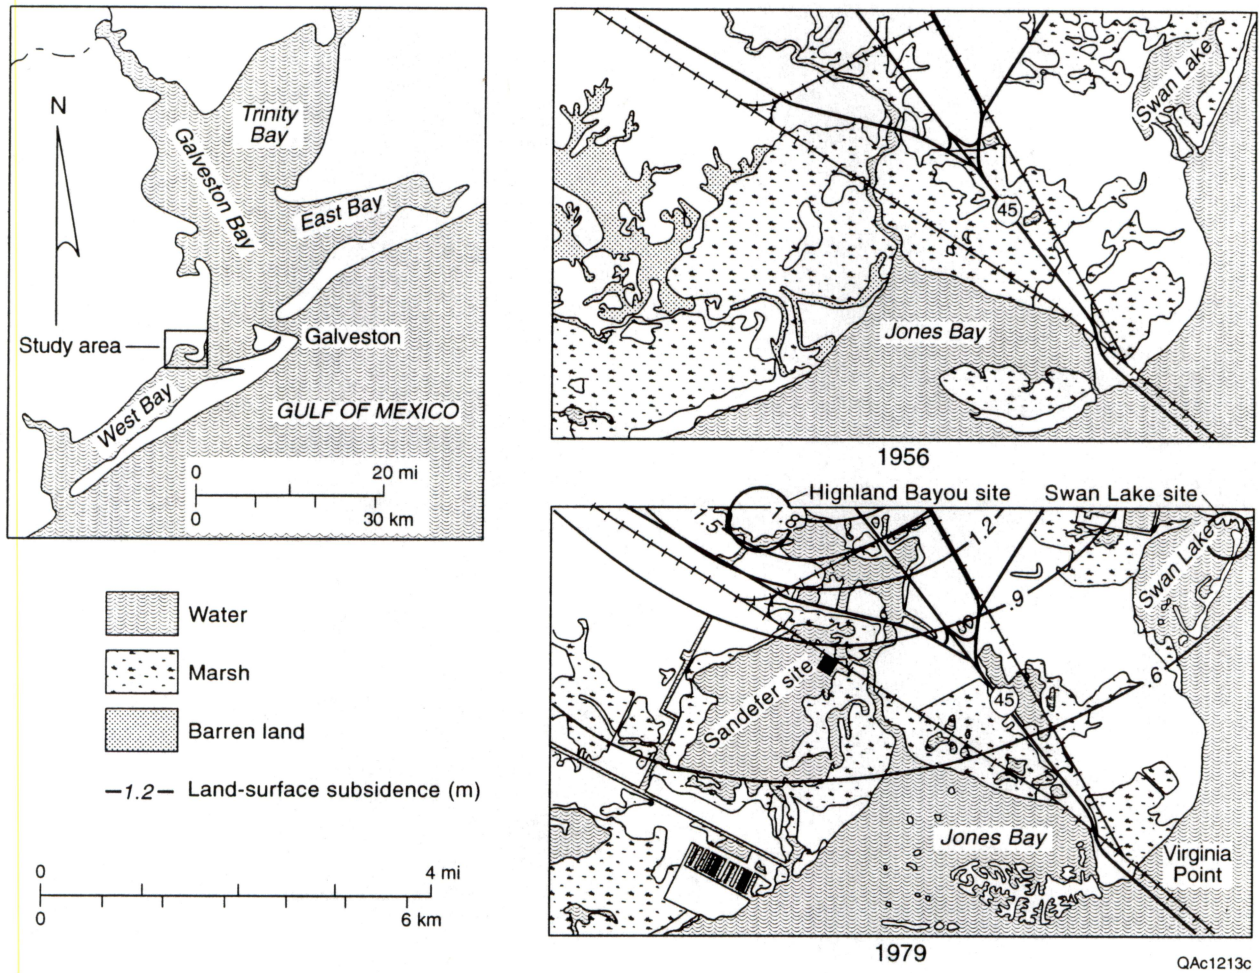 N
Trinity
Bay
Galveston Bay
East Bay
Study area
Galveston
West Bay
GULF OF MEXICO
0 20 mi
0 30 km
Water
Marsh
Barren land
—1.2— Land-surface subsidence (m)
0 4 mi
0 6 km
Swan Lake
45
Jones Bay
1956
Highland Bayou site
Swan Lake site
1.5
1.8
1.2
.9
.6
Swan Lake
Sandefer site
45
Jones Bay
Virginia
Point
1979
QAc1213c